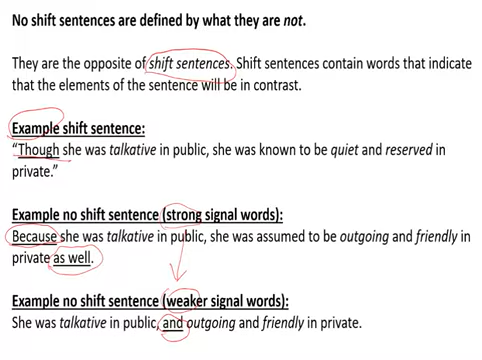 No shift sentences are defined by what they are not.
They are the opposite of shift sentences. Shift sentences contain words that indicate
that the elements of the sentence will be in contrast.
Example shift sentence:
"Though she was talkative in public, she was known to be quiet and reserved in
private."
Example no shift sentence (strong signal words):
Because she was talkative in public, she was assumed to be outgoing and friendly in
private as well.
Example no shift sentence (weaker signal words):
She was talkative in public, and outgoing and friendly in private.